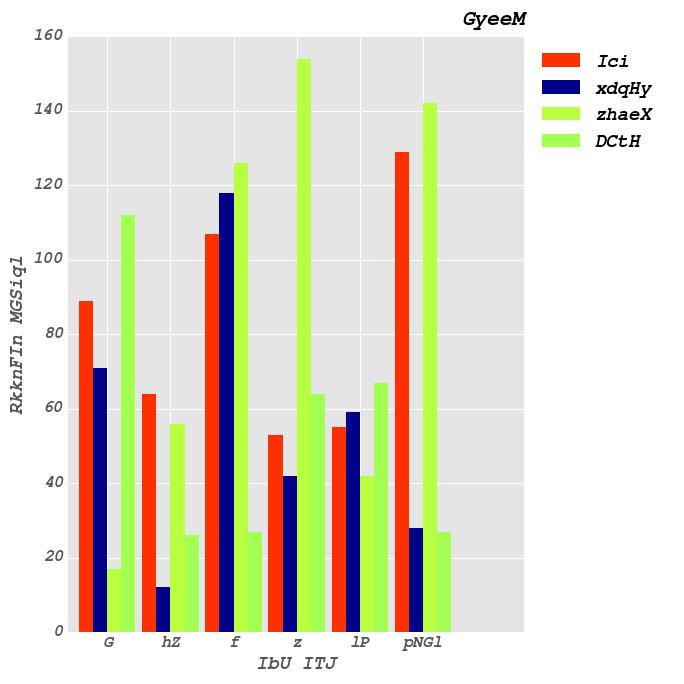 GyeeM
160
140
120
100
80
60
40
20
0
RkknFIn MGSiql
G hZ f z lP pNGl
IbU ITJ
Ici
xdqHy
zhaeX
DCtH